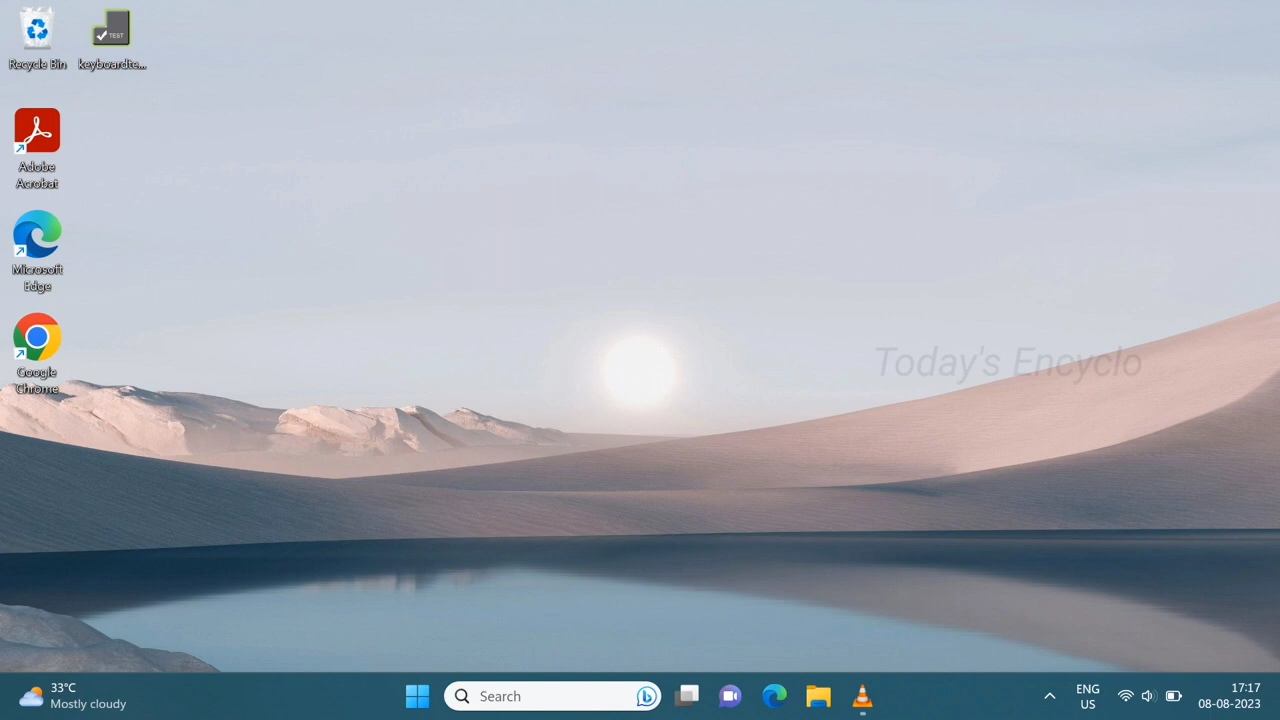 Recycle Bin
TEST
keyboardte...
Adobe
Acrobat
Microsoft
Edge
Google
Chrome
Today's Encyclo
33°C
Mostly cloudy
Search
ENG
US
17:17
08-08-2023